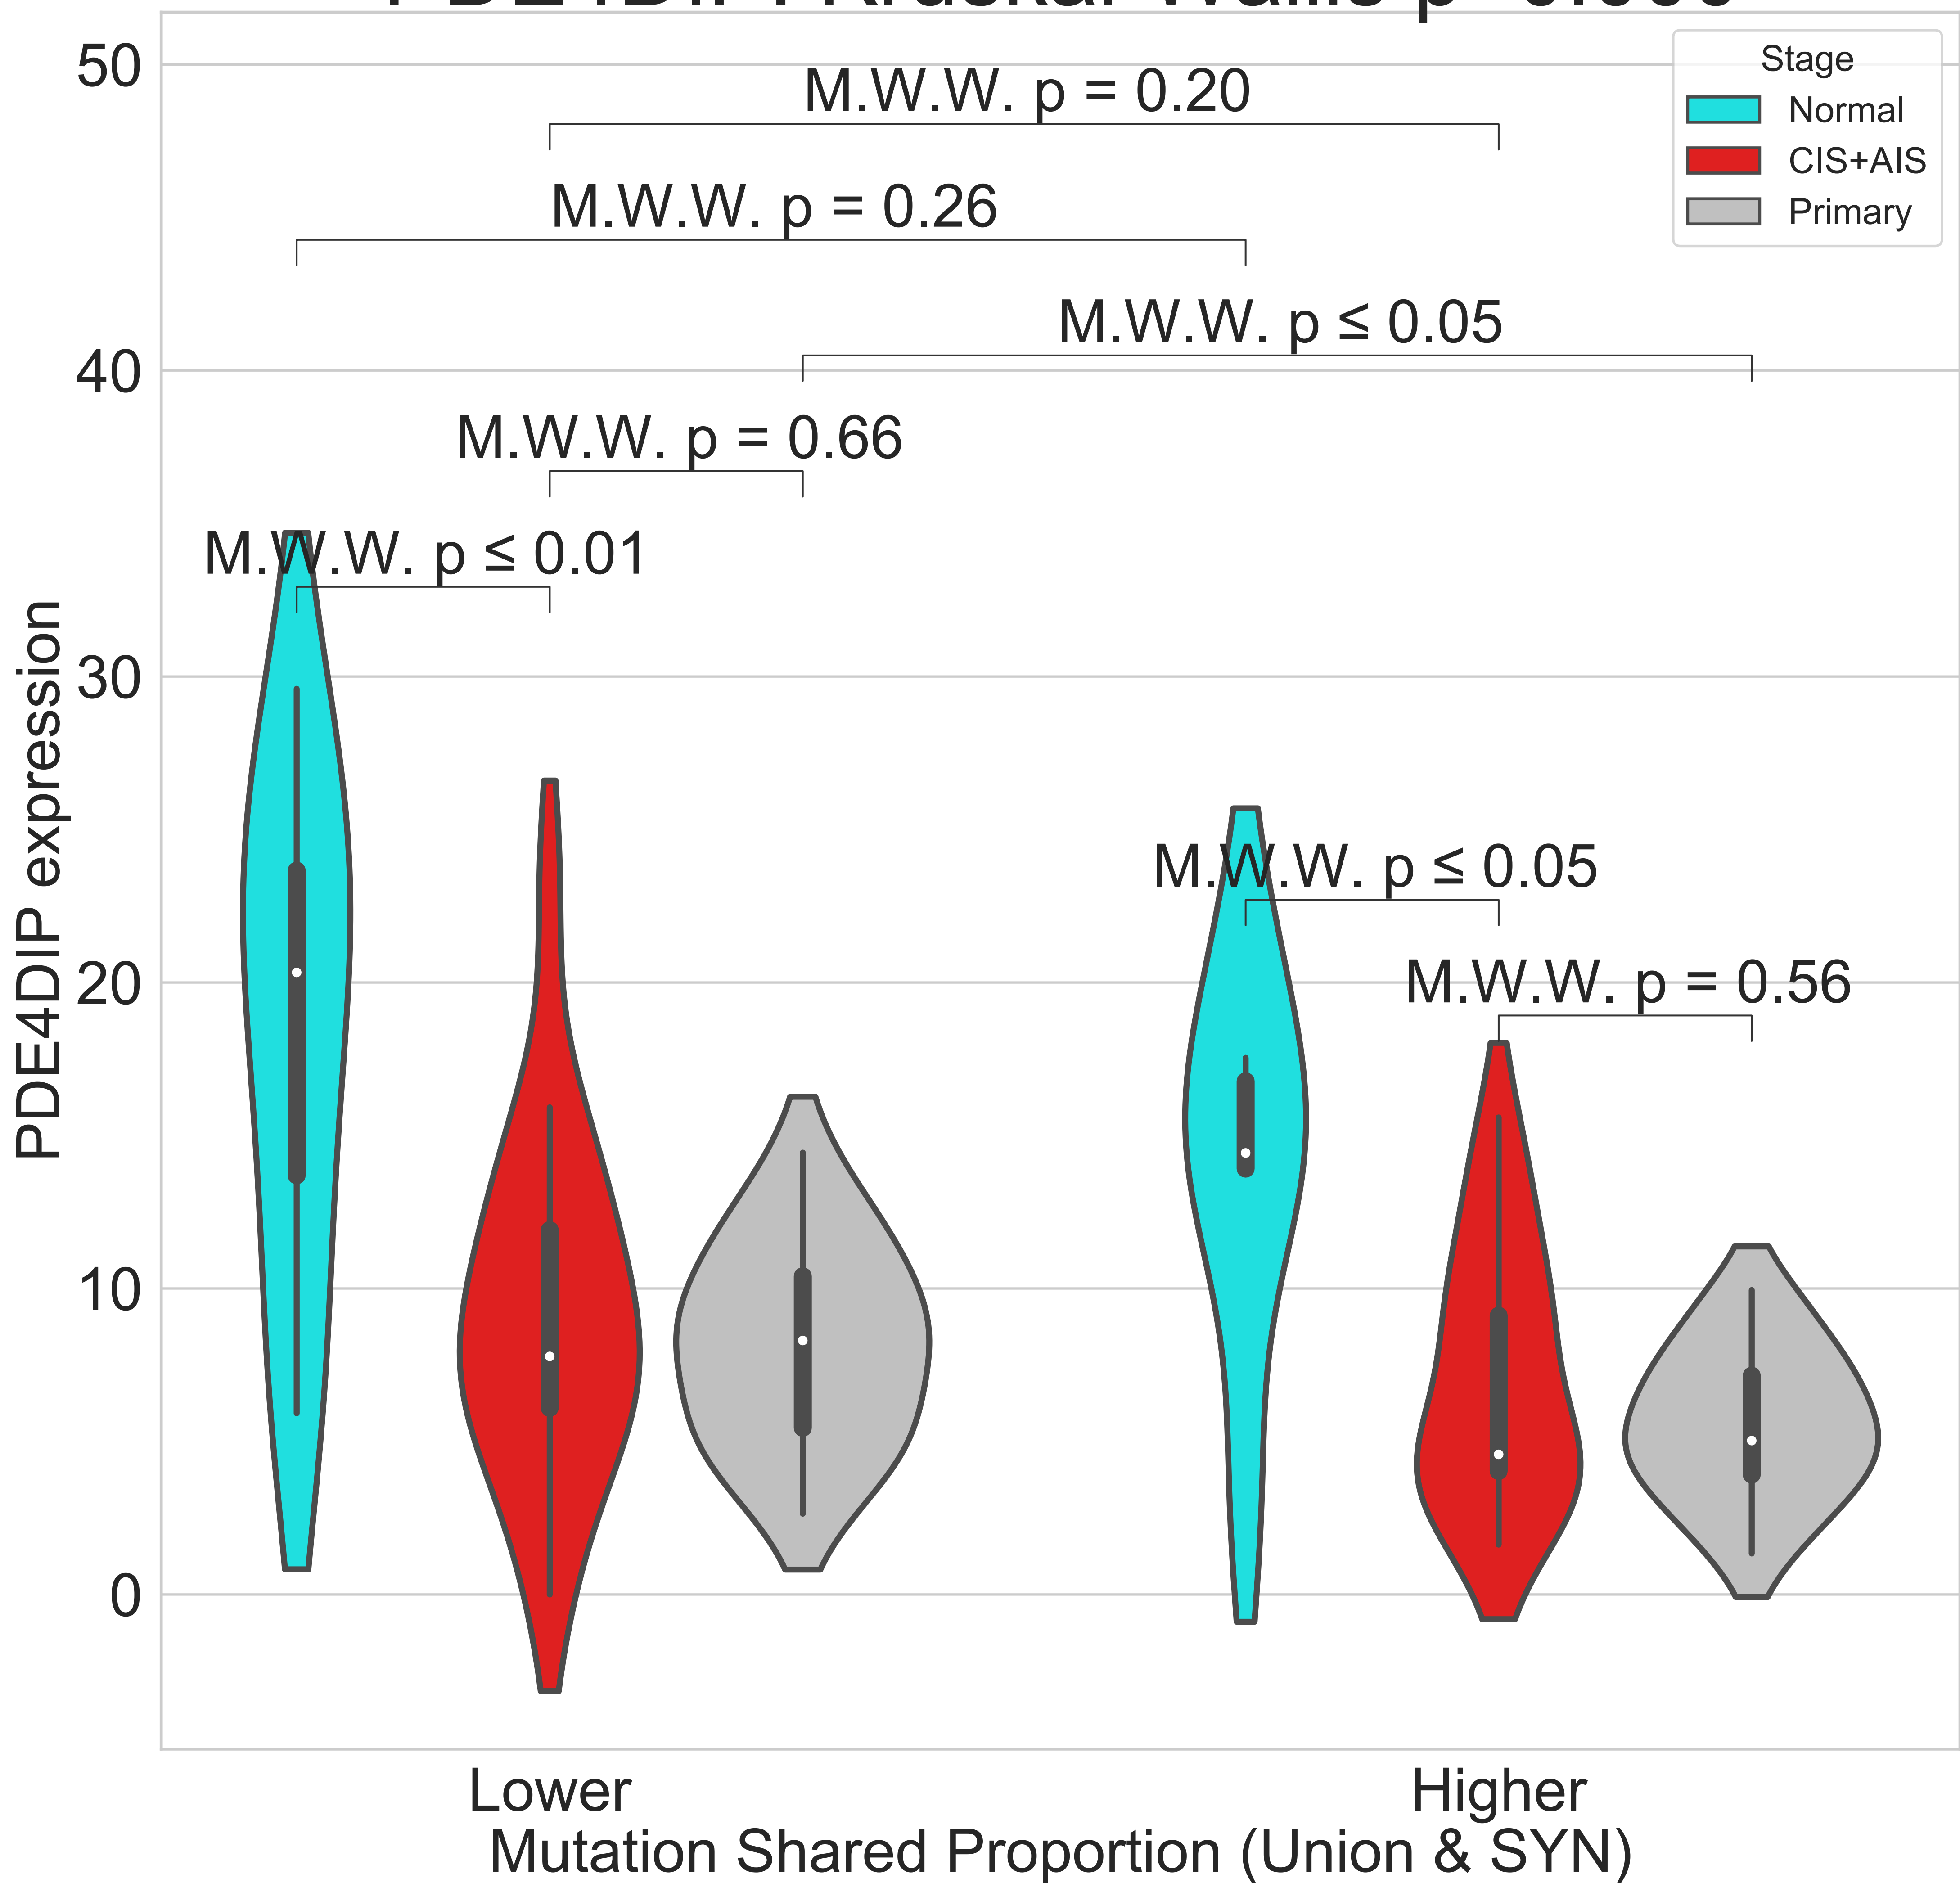 50
M.W.W. p = 0.20
Stage
Normal
CIS+AIS
Primary
M.W.W. p = 0.26
M.W.W. p ≤ 0.05
40
M.W.W. p = 0.66
M.W.W. p ≤ 0.01
30
PDE4DIP expression
M.W.W. p ≤ 0.05
20
M.W.W. p = 0.56
10
0
Lower
Higher
Mutation Shared Proportion (Union & SYN)